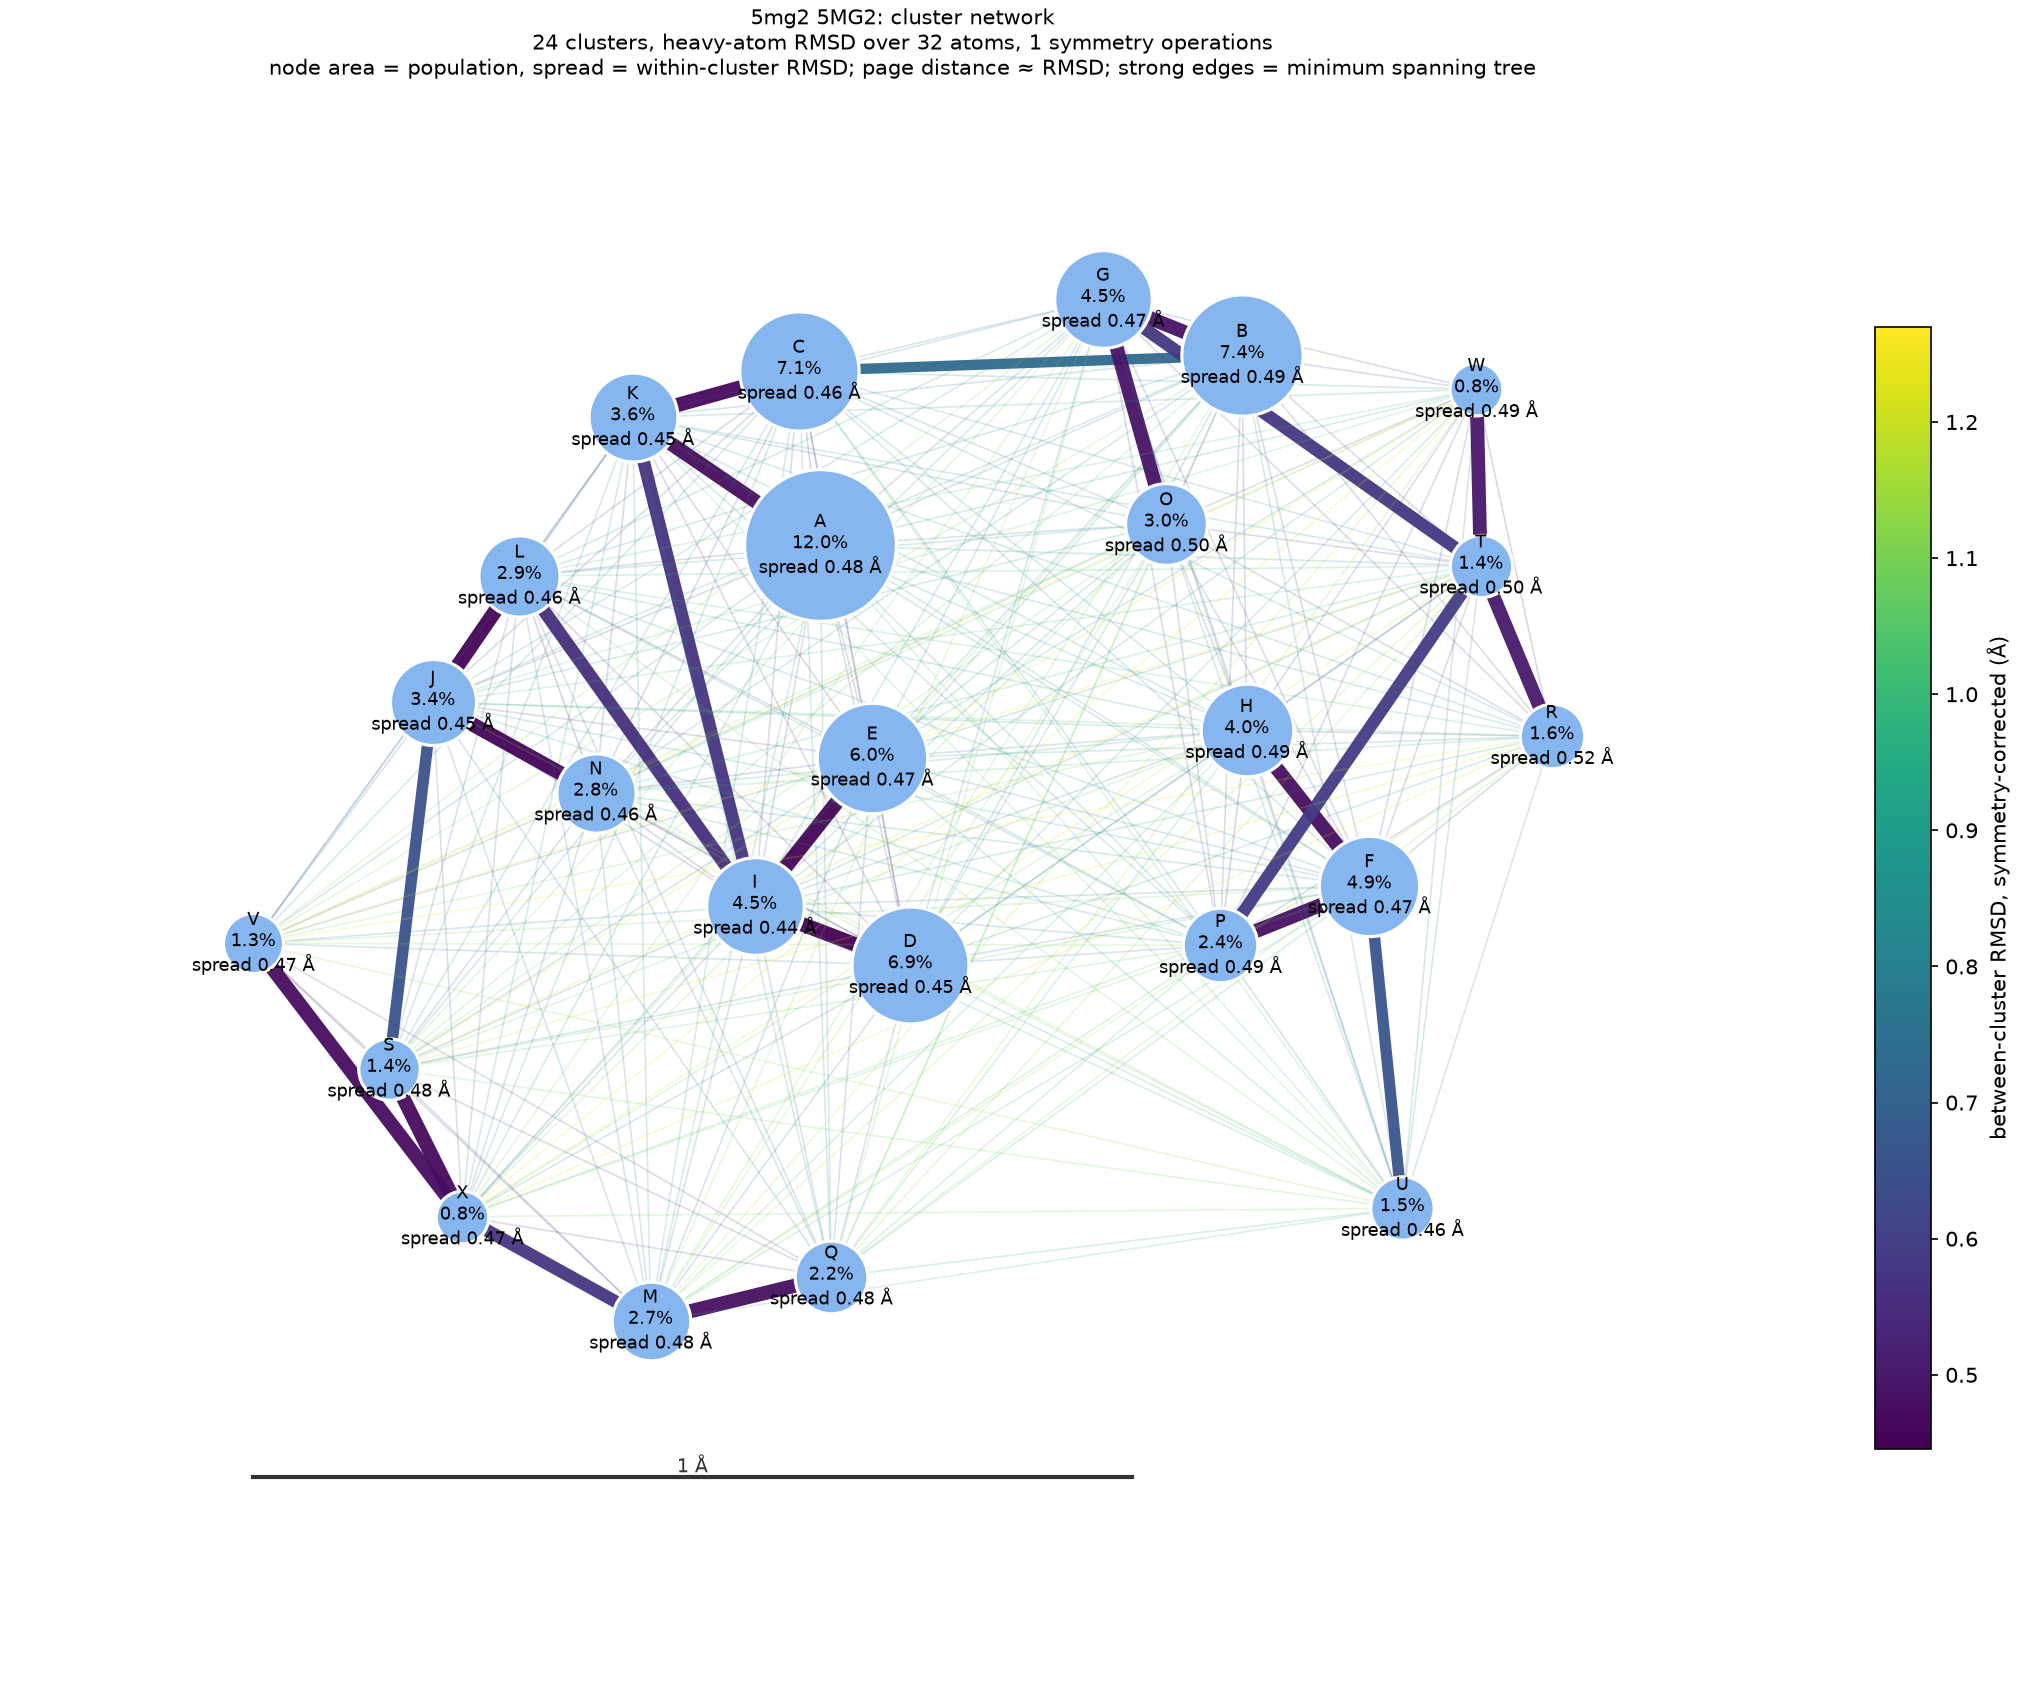 5mg2 5MG2: cluster network
24 clusters, heavy-atom RMSD over 32 atoms, 1 symmetry operations
node area = population, spread = within-cluster RMSD; page distance ≈ RMSD; strong edges = minimum spanning tree
G
4.5%
spread 0.47 Å
B
7.4%
spread 0.49 Å
C
7.1%
spread 0.46 Å
W
0.8%
spread 0.49 Å
K
3.6%
spread 0.45 Å
A
12.0%
spread 0.48 Å
O
3.0%
spread 0.50 Å
T
1.4%
spread 0.50 Å
L
2.9%
spread 0.46 Å
J
3.4%
spread 0.45 Å
H
4.0%
spread 0.49 Å
R
1.6%
spread 0.52 Å
E
6.0%
spread 0.47 Å
N
2.8%
spread 0.46 Å
F
4.9%
spread 0.47 Å
I
4.5%
spread 0.44 Å
V
1.3%
spread 0.47 Å
P
2.4%
spread 0.49 Å
D
6.9%
spread 0.45 Å
S
1.4%
spread 0.48 Å
U
1.5%
spread 0.46 Å
X
0.8%
spread 0.47 Å
Q
2.2%
spread 0.48 Å
M
2.7%
spread 0.48 Å
1 Å
1.2
1.1
1.0
0.9
0.8
0.7
0.6
0.5
between-cluster RMSD, symmetry-corrected (Å)